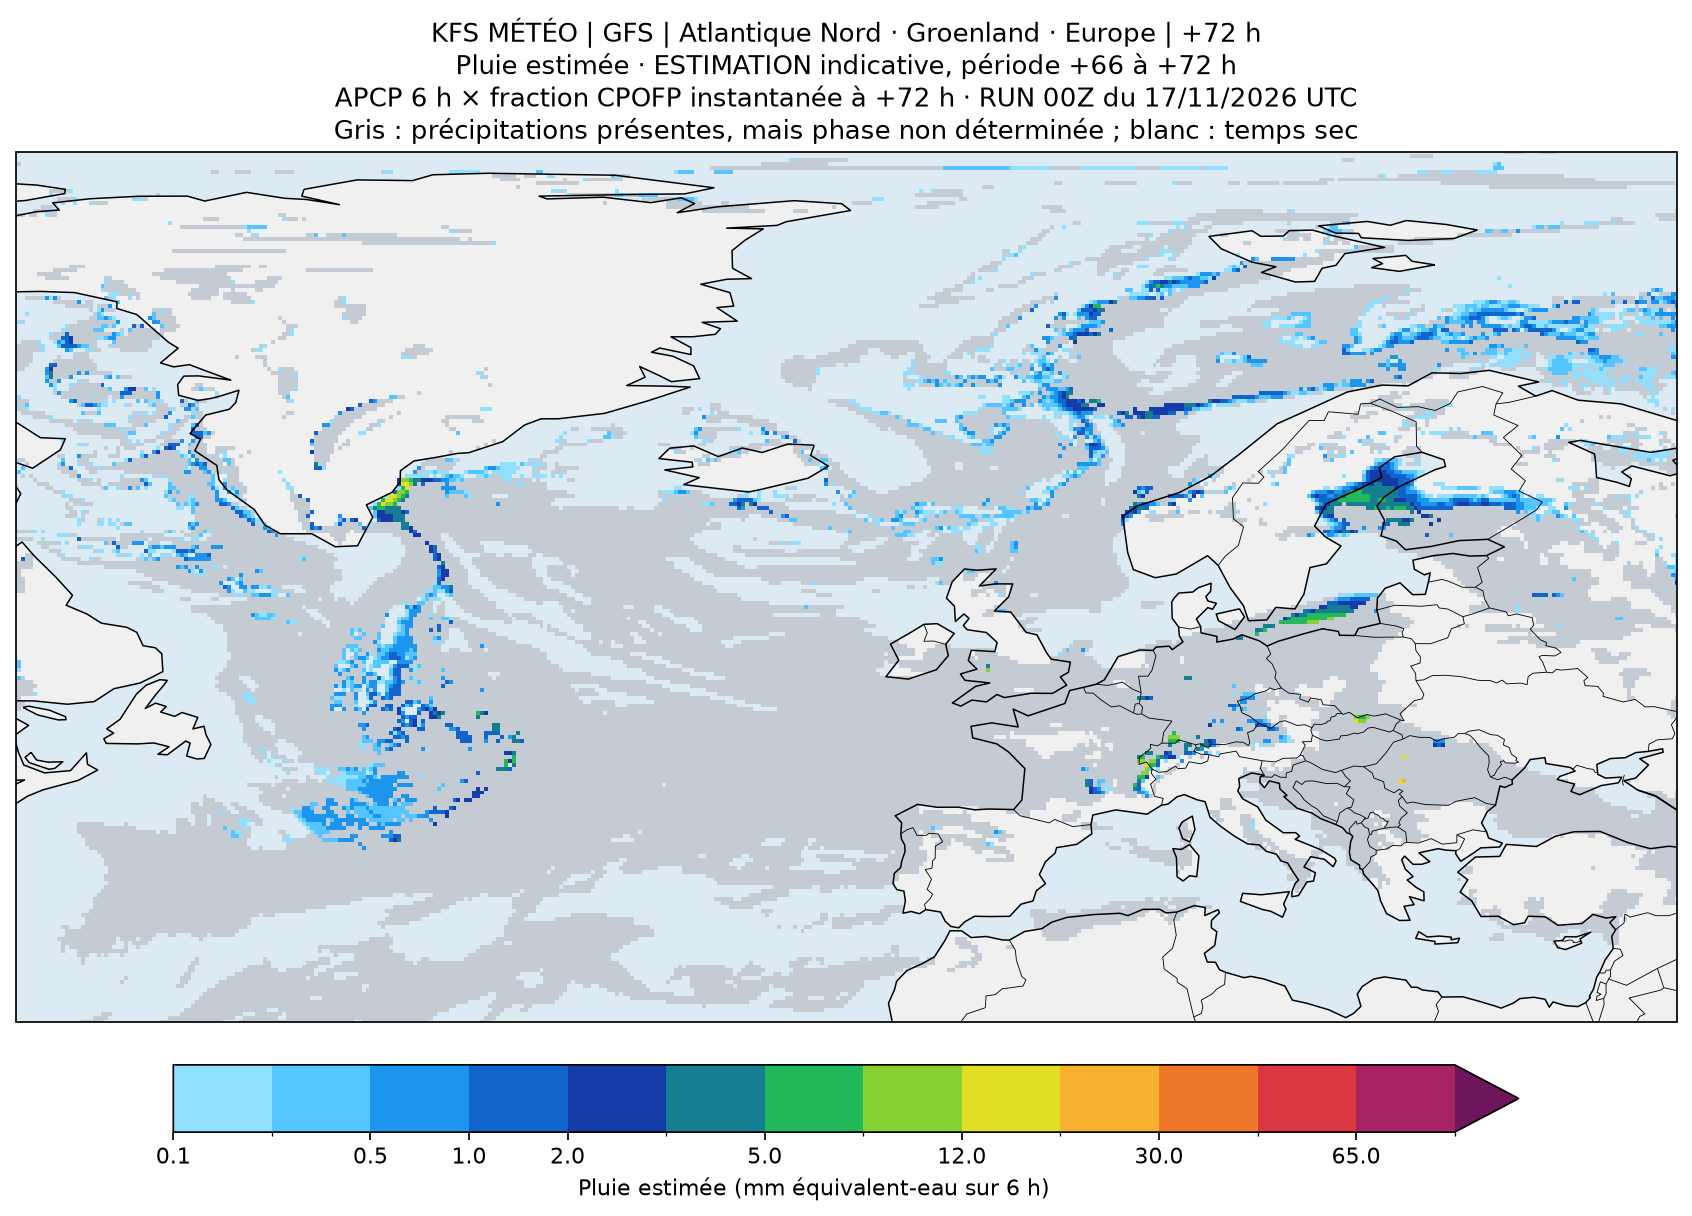 KFS MÉTÉO | GFS | Atlantique Nord · Groenland · Europe | +72 h
Pluie estimée · ESTIMATION indicative, période +66 à +72 h
APCP 6 h × fraction CPOFP instantanée à +72 h · RUN 00Z du 17/11/2026 UTC
Gris : précipitations présentes, mais phase non déterminée ; blanc : temps sec
0.1 0.5 1.0 2.0 5.0 12.0 30.0 65.0
Pluie estimée (mm équivalent-eau sur 6 h)